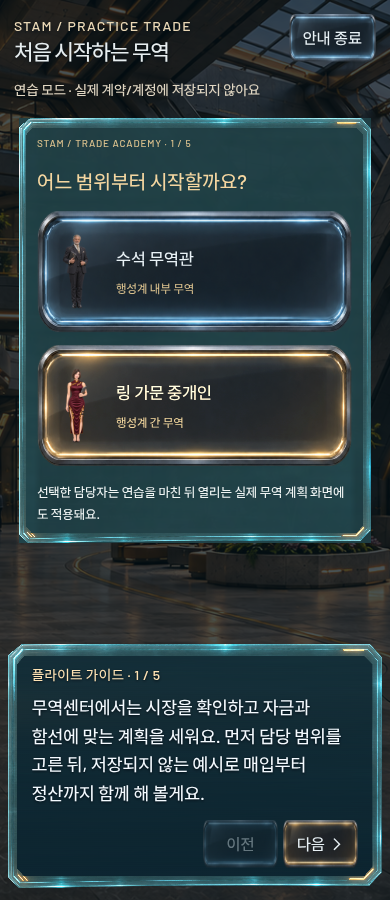 STAM / PRACTICE TRADE
처음 시작하는 무역
안내 종료
연습 모드 · 실제 계약/계정에 저장되지 않아요
STAM / TRADE ACADEMY · 1 / 5
어느 범위부터 시작할까요?
수석 무역관
행성계 내부 무역
링 가문 중개인
행성계 간 무역
선택한 담당자는 연습을 마친 뒤 열리는 실제 무역 계획 화면에
도 적용돼요.
플라이트 가이드 · 1 / 5
무역센터에서는 시장을 확인하고 자금과
함선에 맞는 계획을 세워요. 먼저 담당 범위를
고른 뒤, 저장되지 않는 예시로 매입부터
정산까지 함께 해 볼게요.
이전
다음 >